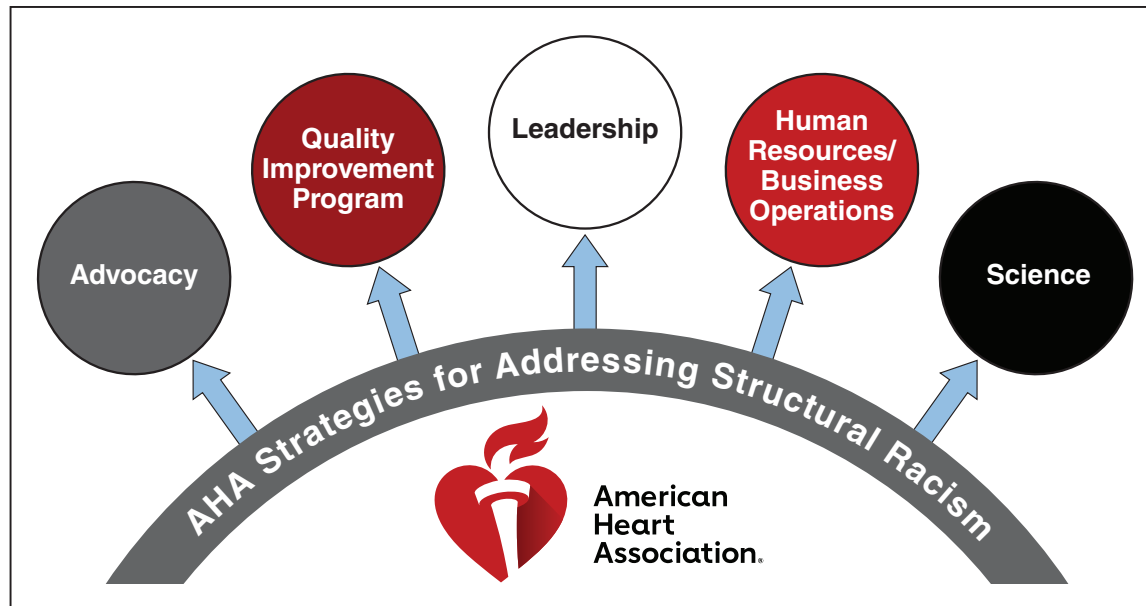 Advocacy
Quality
Improvement
Program
Leadership
Human
Resources/
Business
Operations
Science
AHA Strategies for Addressing Structural Racism
American
Heart
Association®